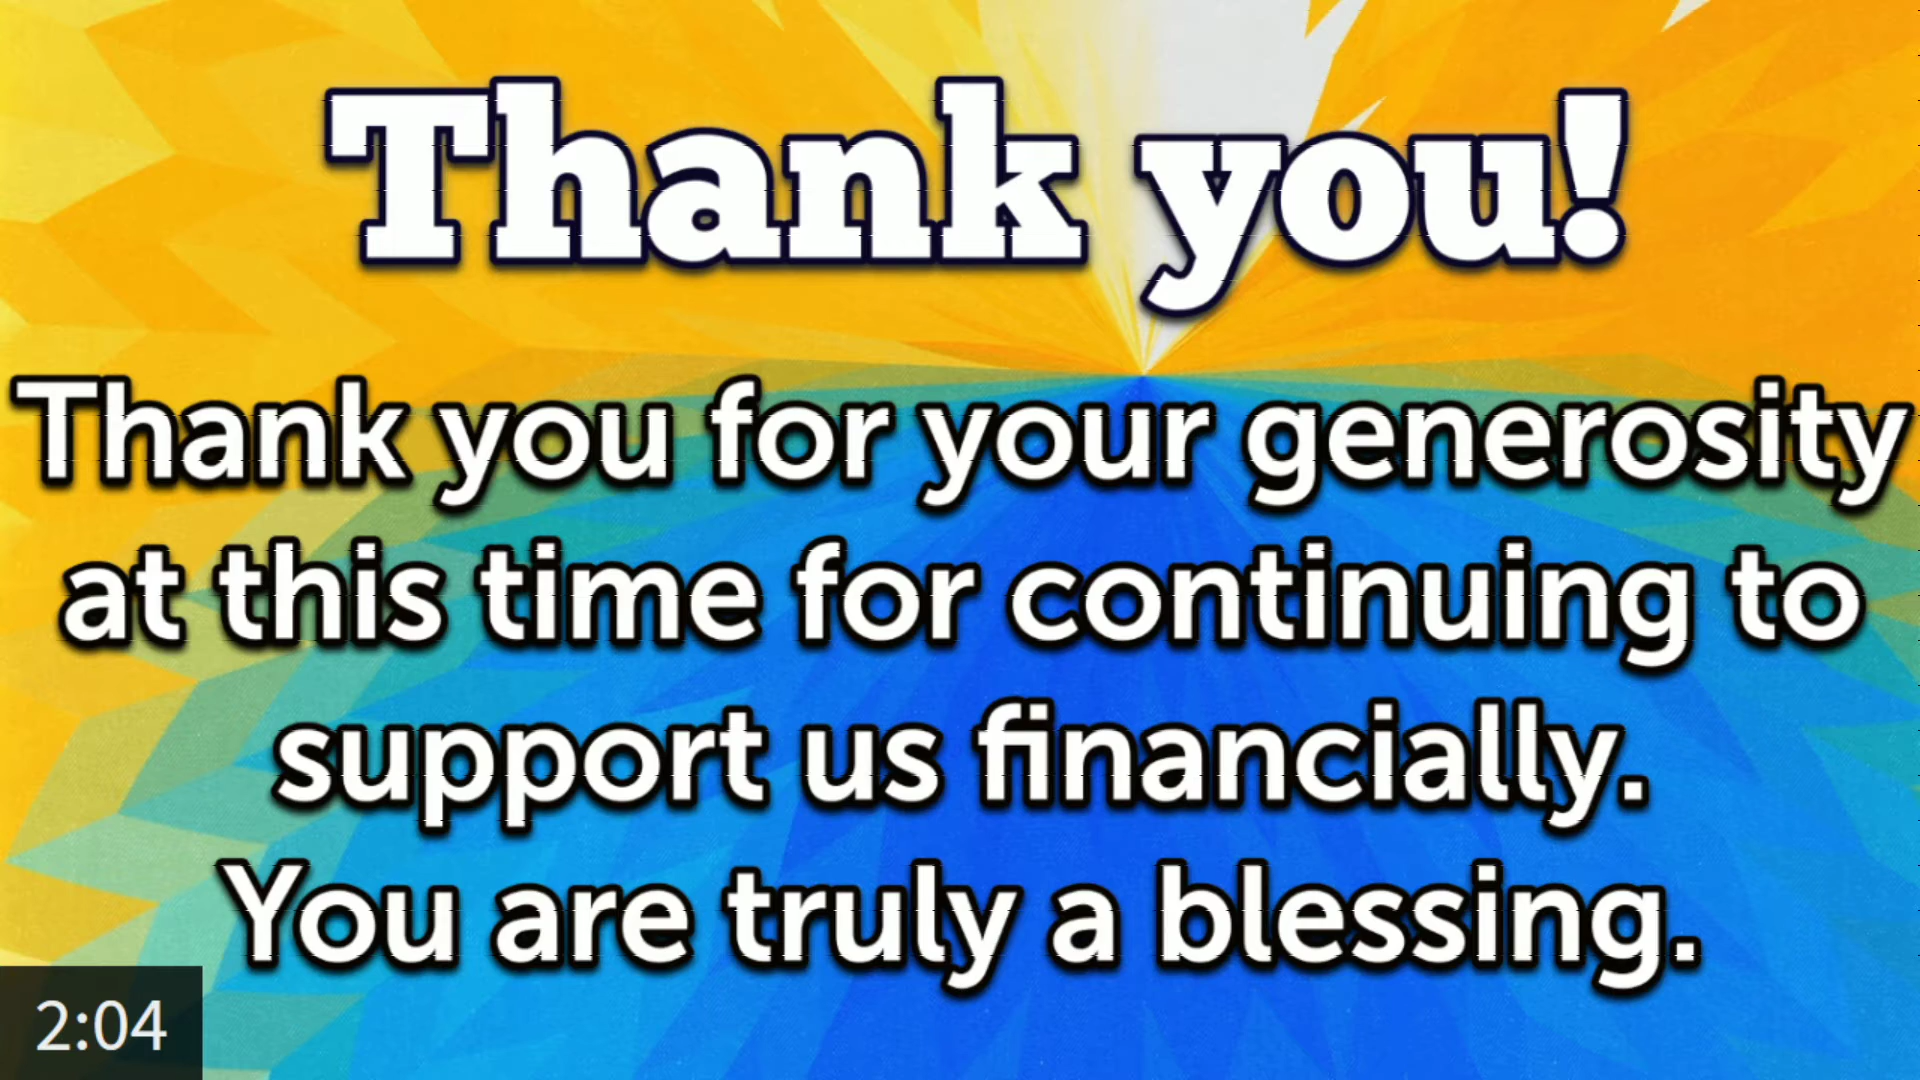 Thank you!
Thank you for your generosity
at this time for continuing to
support us financially.
You are truly a blessing.
2:04